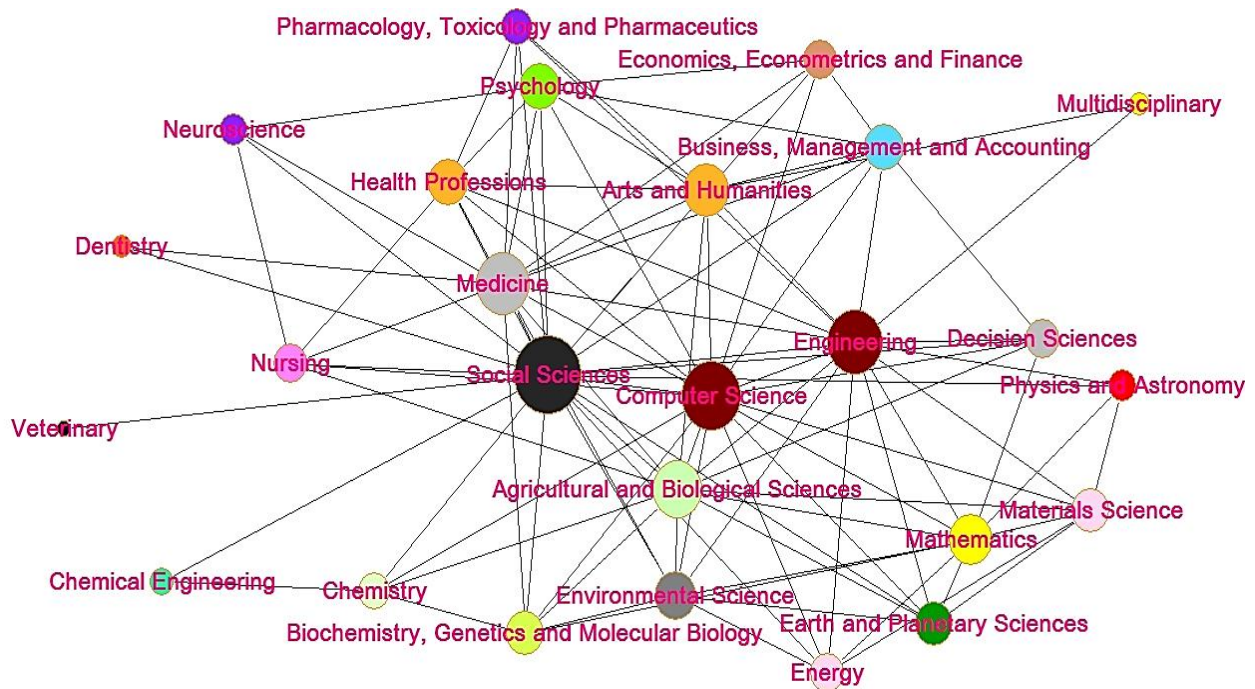 Pharmacology, Toxicology and Pharmaceutics
Economics, Econometrics and Finance
Psychology
Multidisciplinary
Neuroscience
Business, Management and Accounting
Health Professions
Arts and Humanities
Dentistry
Medicine
Engineering
Decision Sciences
Nursing
Social Sciences
Physics and Astronomy
Computer Science
Veterinary
Agricultural and Biological Sciences
Materials Science
Mathematics
Chemical Engineering
Chemistry
Environmental Science
Earth and Planetary Sciences
Biochemistry, Genetics and Molecular Biology
Energy